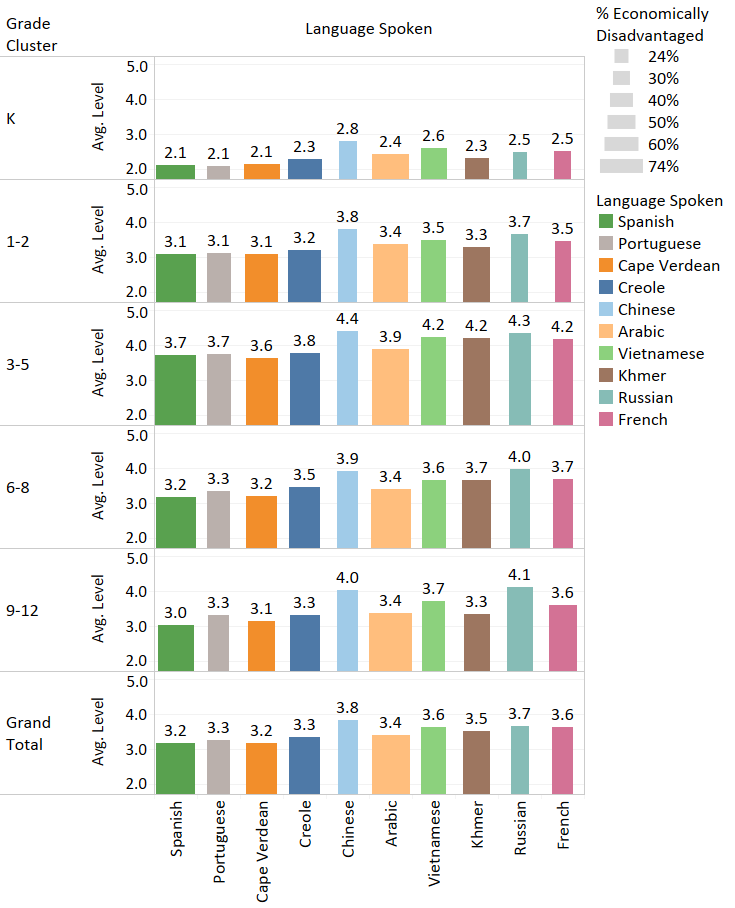 Grade
Cluster
Language Spoken
% Economically
Disadvantaged
24%
30%
40%
50%
60%
74%
Language Spoken
Spanish
Portuguese
Cape Verdean
Creole
Chinese
Arabic
Vietnamese
Khmer
Russian
French
K
Avg. Level
5.0
4.0
3.0
2.0
2.1 2.1 2.1 2.3 2.8 2.4 2.6 2.3 2.5 2.5
1-2
Avg. Level
5.0
4.0
3.0
2.0
3.1 3.1 3.1 3.2 3.8 3.4 3.5 3.3 3.7 3.5
3-5
Avg. Level
5.0
4.0
3.0
2.0
3.7 3.7 3.6 3.8 4.4 3.9 4.2 4.2 4.3 4.2
6-8
Avg. Level
5.0
4.0
3.0
2.0
3.2 3.3 3.2 3.5 3.9 3.4 3.6 3.7 4.0 3.7
9-12
Avg. Level
5.0
4.0
3.0
2.0
3.0 3.3 3.1 3.3 4.0 3.4 3.7 3.3 4.1 3.6
Grand
Total
Avg. Level
5.0
4.0
3.0
2.0
3.2 3.3 3.2 3.3 3.8 3.4 3.6 3.5 3.7 3.6
Spanish
Portuguese
Cape Verdean
Creole
Chinese
Arabic
Vietnamese
Khmer
Russian
French